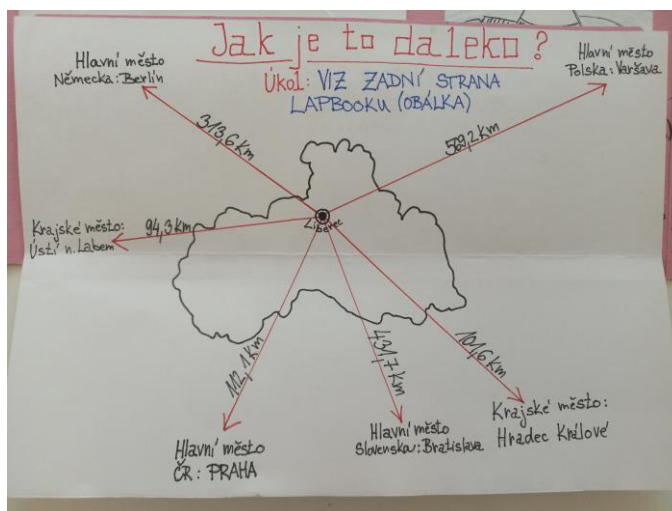 Jak je to daleko?
Úkol: VIZ ZADNÍ STRANA
LAPBOOKU (OBÁLKA)
Hlavní město
Německa: Berlín
Hlavní město
Polska: Varšava
313,6 km
569,2 km
Krajské město:
Ústí n. Labem
94,3 km
Liberec
112,1 km
431,7 km
101,6 km
Hlavní město
ČR: PRAHA
Hlavní město
Slovenska: Bratislava
Krajské město:
Hradec Králové